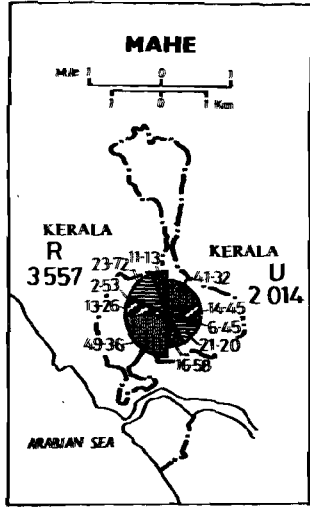 MAHE
Mile 1 0 1
1 0 1 Km
KERALA
R
3557
KERALA
U
2014
11-13
23-72
2-53
13-26
49-36
41-32
14-45
6-45
21-20
16-58
ARABIAN SEA